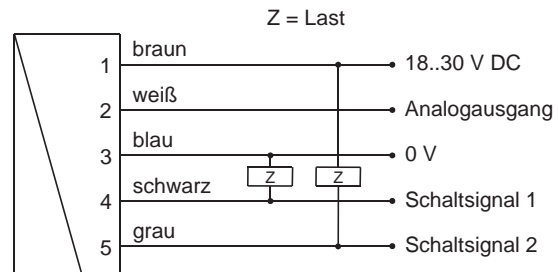 Z = Last
1 braun 18..30 V DC
2 weiß Analogausgang
3 blau 0 V
Z Z
4 schwarz Schaltsignal 1
5 grau Schaltsignal 2